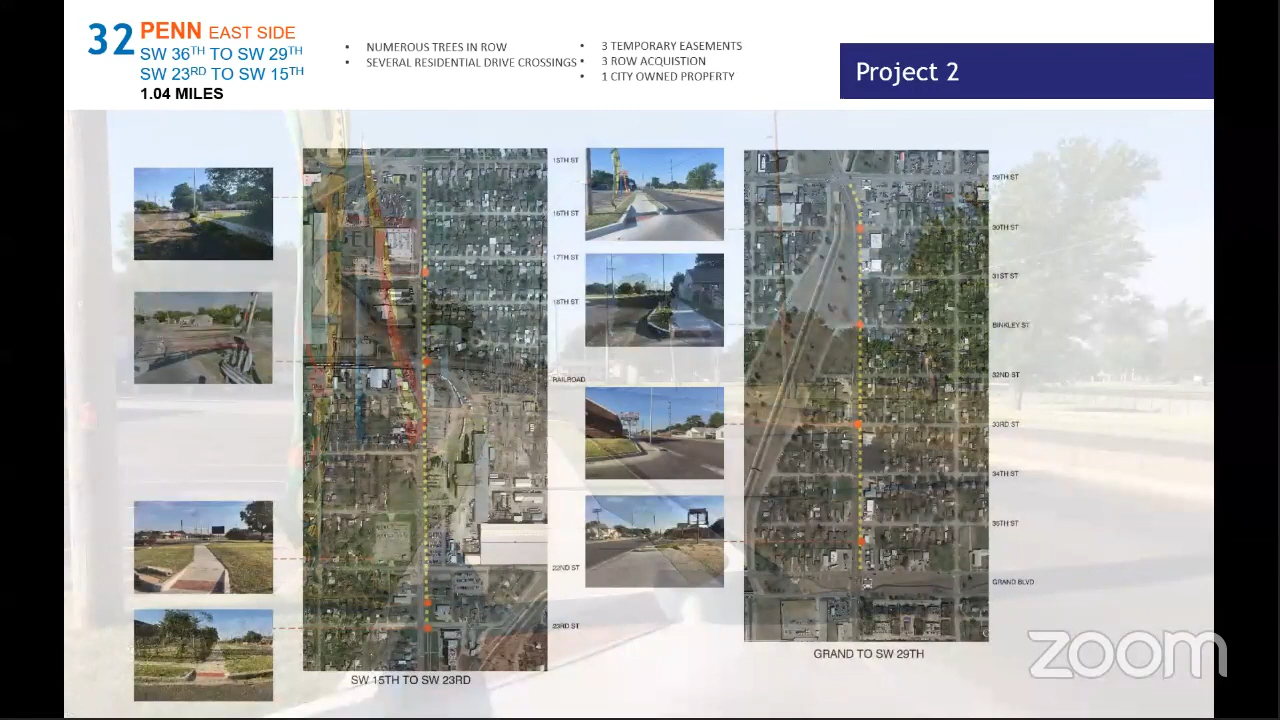 32 PENN EAST SIDE
SW 36TH TO SW 29TH
SW 23RD TO SW 15TH
1.04 MILES
• NUMEROUS TREES IN ROW
• SEVERAL RESIDENTIAL DRIVE CROSSINGS
• 3 TEMPORARY EASEMENTS
• 3 ROW ACQUISTION
• 1 CITY OWNED PROPERTY
Project 2
15TH ST
16TH ST
17TH ST
18TH ST
RAILROAD
22ND ST
23RD ST
SW 15TH TO SW 23RD
29TH ST
30TH ST
31ST ST
BINKLEY ST
32ND ST
33RD ST
34TH ST
35TH ST
GRAND BLVD
GRAND TO SW 29TH
zoom